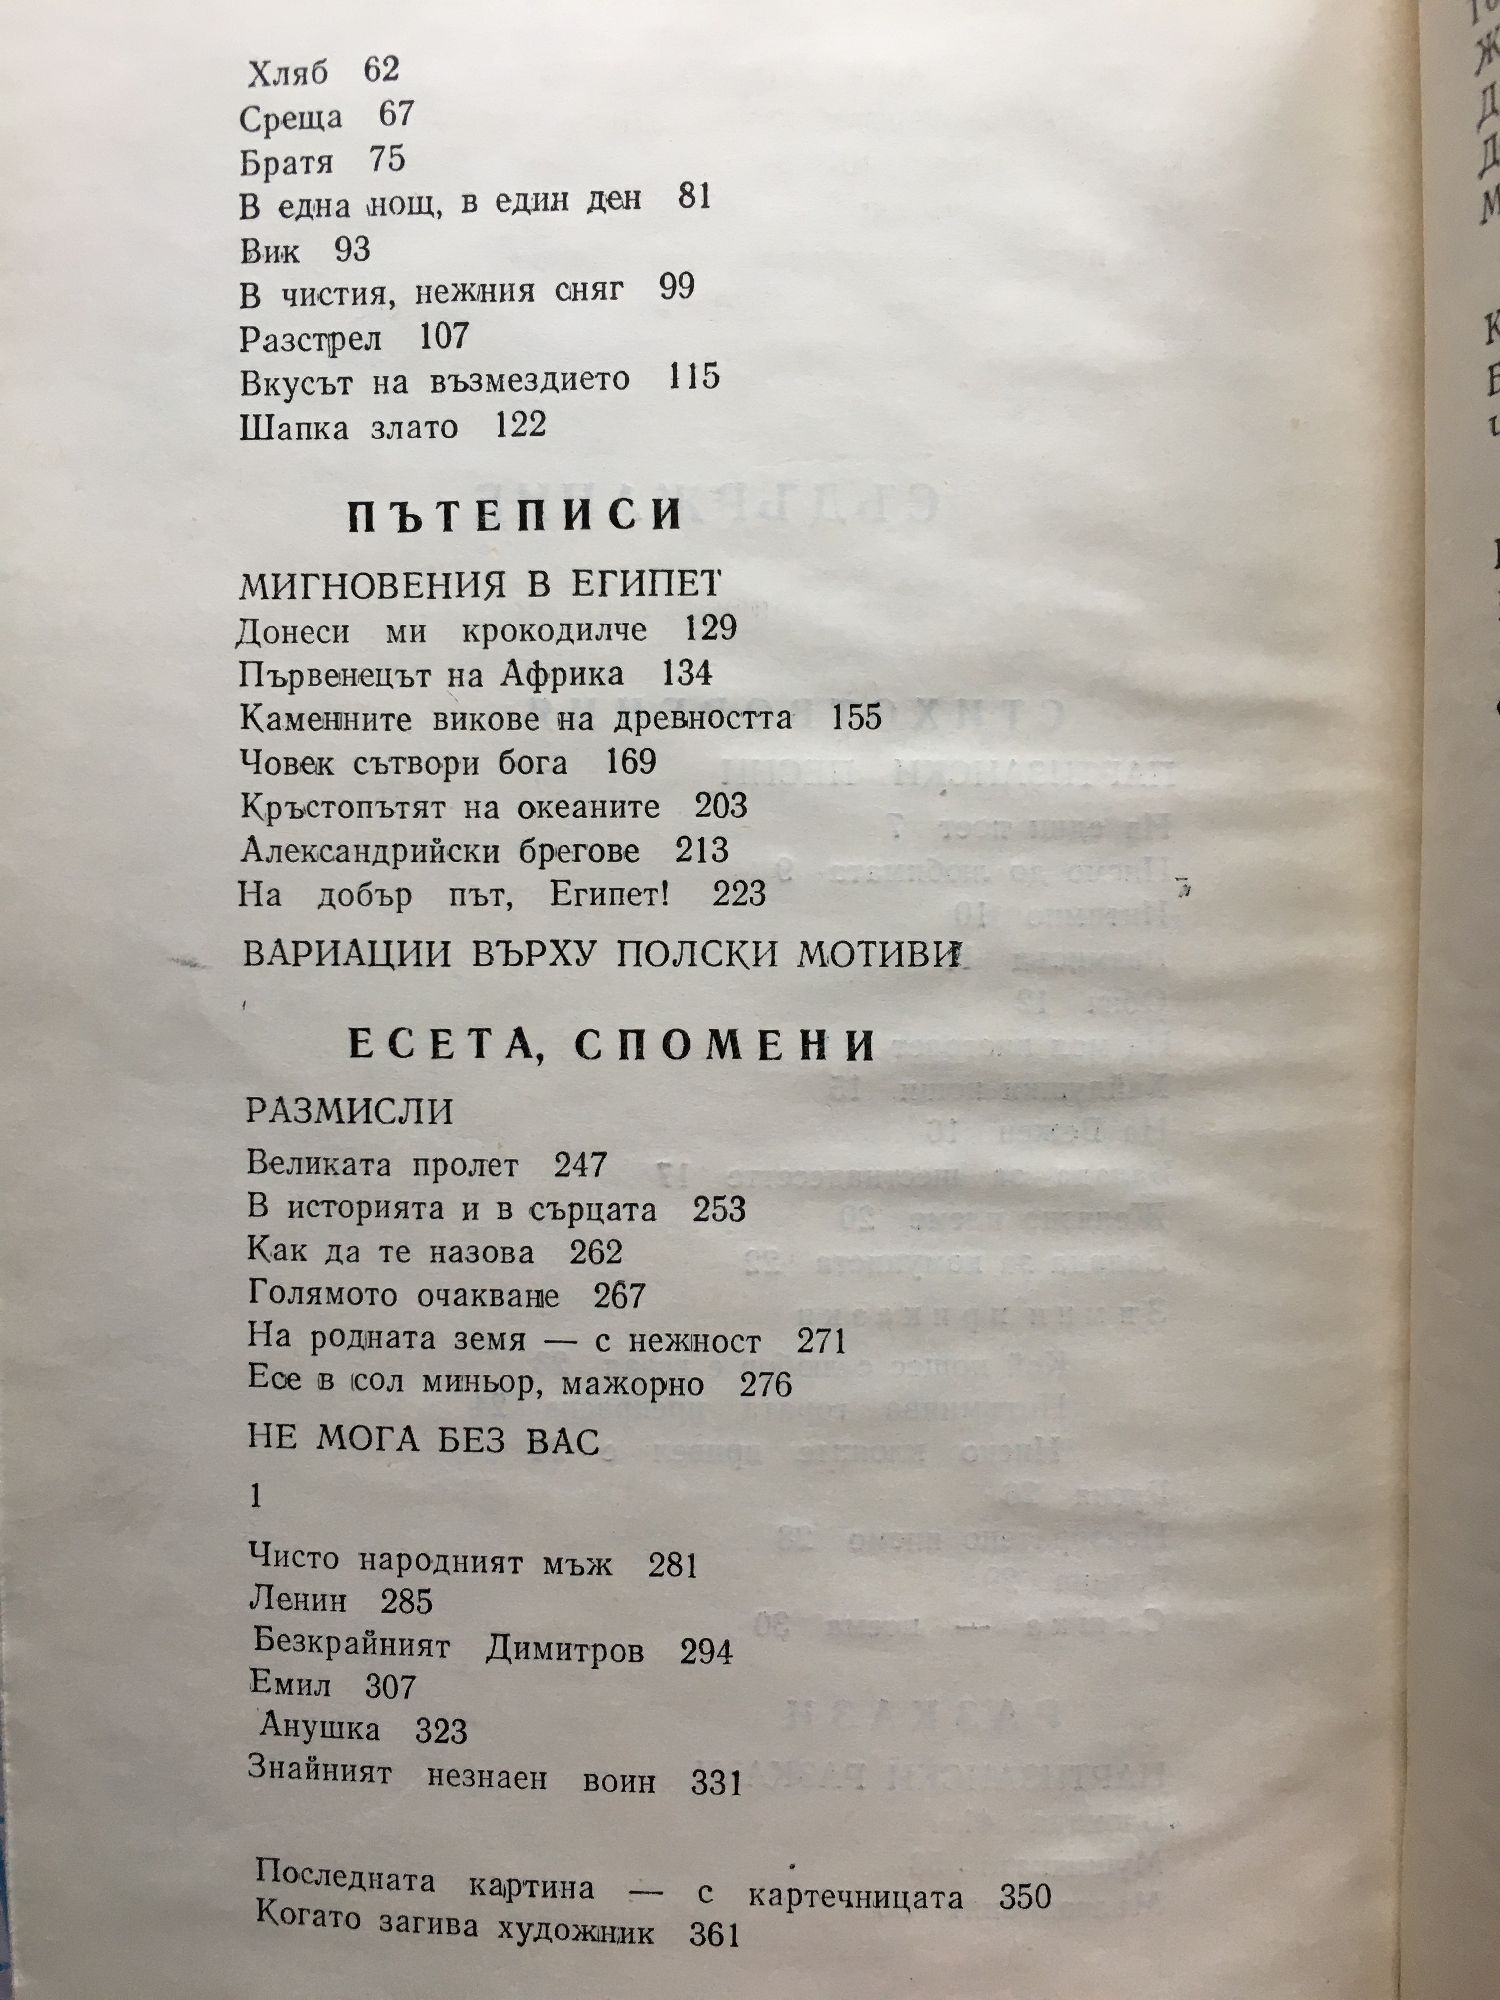 Хляб 62
Среща 67
Братя 75
В една нощ, в един ден 81
Вик 93
В чистия, нежния сняг 99
Разстрел 107
Вкусът на възмездието 115
Шапка злато 122
ПЪТЕПИСИ
МИГНОВЕНИЯ В ЕГИПЕТ
Донеси ми крокодилче 129
Първенецът на Африка 134
Каменните викове на древността 155
Човек сътвори бога 169
Кръстопътят на океаните 203
Александрийски брегове 213
На добър път, Египет! 223
ВАРИАЦИИ ВЪРХУ ПОЛСКИ МОТИВИ
ЕСЕТА, СПОМЕНИ
РАЗМИСЛИ
Великата пролет 247
В историята и в сърцата 253
Как да те назова 262
Голямото очакване 267
На родната земя — с нежност 271
Есе в сол миньор, мажорно 276
НЕ МОГА БЕЗ ВАС
1
Чисто народният мъж 281
Ленин 285
Безкрайният Димитров 294
Емил 307
Анушка 323
Знайният незнаен воин 331
Последната картина — с картечницата 350
Когато загива художник 361